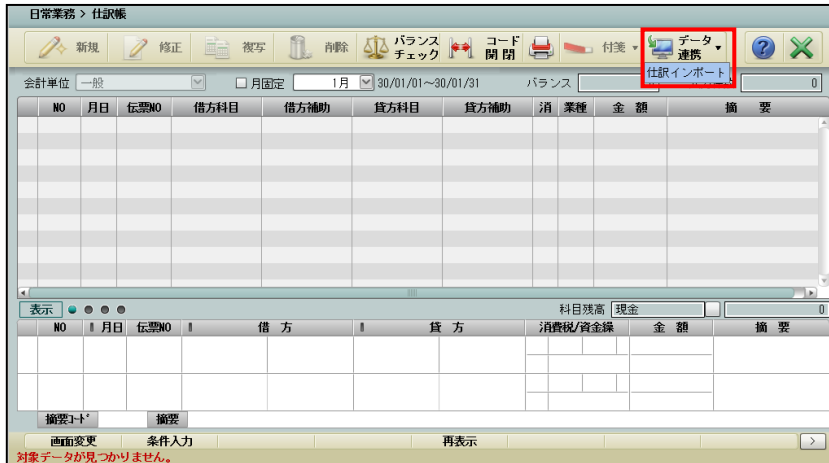 日常業務 > 仕訳帳
新規 修正 複写 削除 バランスチェック コード開閉 付箋 データ連携
仕訳インポート
会計単位 一般 月固定 1月 30/01/01～30/01/31 バランス 0
NO 月日 伝票NO 借方科目 借方補助 貸方科目 貸方補助 消 業種 金 額 摘 要
表示 科目残高 現金 0
NO 月日 伝票NO 借 方 貸 方 消費税/資金繰 金 額 摘 要
摘要ｺｰﾄﾞ 摘要
画面変更 条件入力 再表示
対象データが見つかりません。